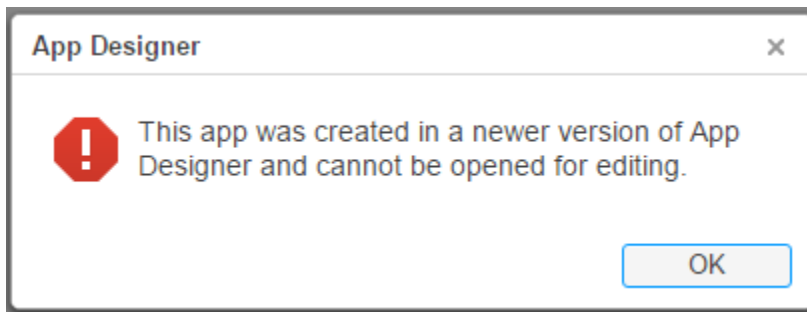 App Designer
This app was created in a newer version of App
Designer and cannot be opened for editing.
OK